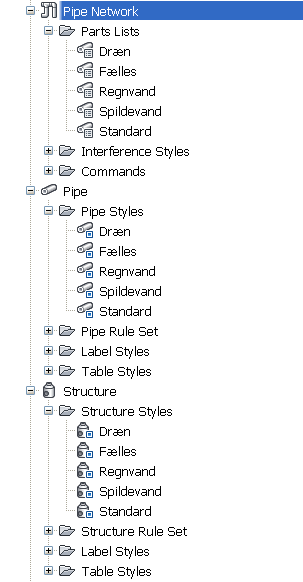 Pipe Network
Parts Lists
Dræn
Fælles
Regnvand
Spildevand
Standard
Interference Styles
Commands
Pipe
Pipe Styles
Dræn
Fælles
Regnvand
Spildevand
Standard
Pipe Rule Set
Label Styles
Table Styles
Structure
Structure Styles
Dræn
Fælles
Regnvand
Spildevand
Standard
Structure Rule Set
Label Styles
Table Styles